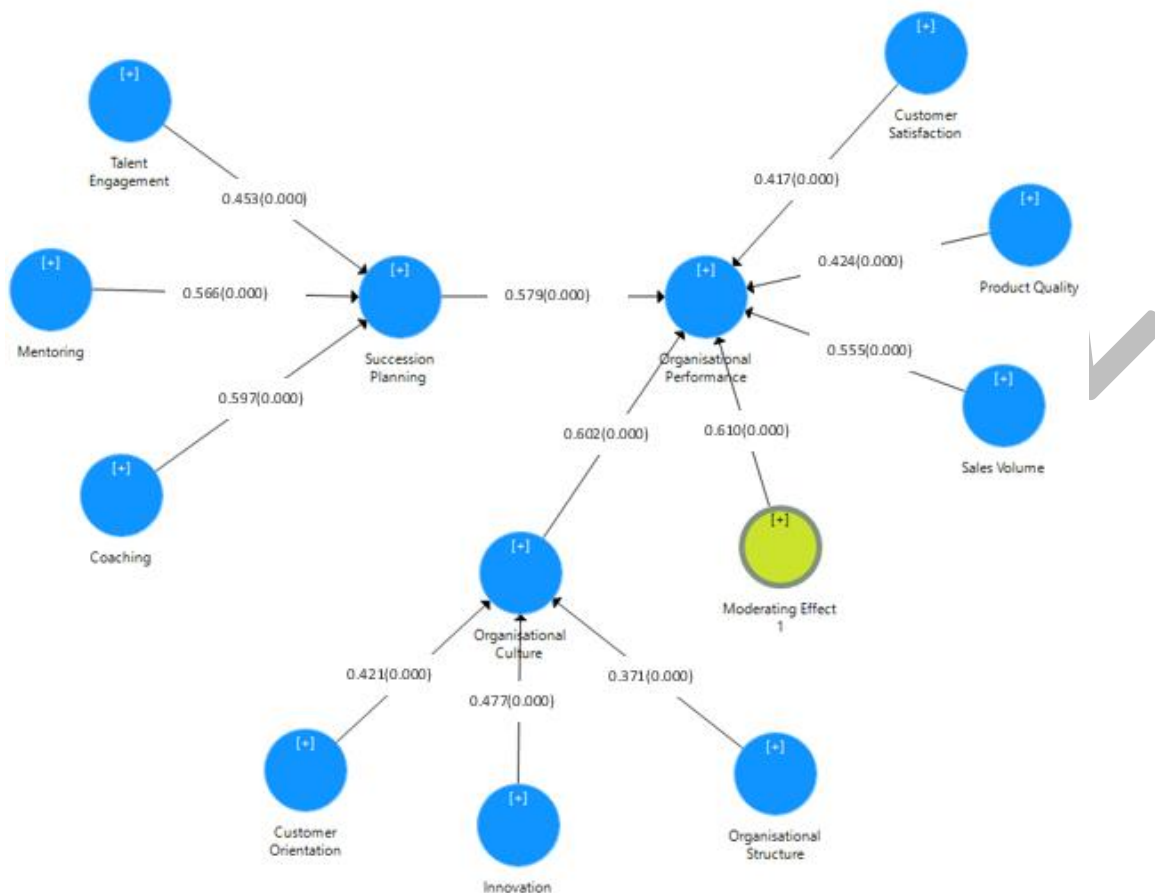 [+]
Customer
Satisfaction
[+]
Talent
Engagement
0.417(0.000)
0.453(0.000)
[+]
Product Quality
0.424(0.000)
[+]
Mentoring
0.566(0.000)
[+]
Succession
Planning
0.579(0.000)
[+]
Organisational
Performance
0.555(0.000)
[+]
Sales Volume
0.597(0.000)
0.602(0.000)
0.610(0.000)
[+]
Coaching
[+]
Organisational
Culture
[+]
Moderating Effect
1
0.421(0.000)
0.477(0.000)
0.371(0.000)
[+]
Customer
Orientation
[+]
Innovation
[+]
Organisational
Structure